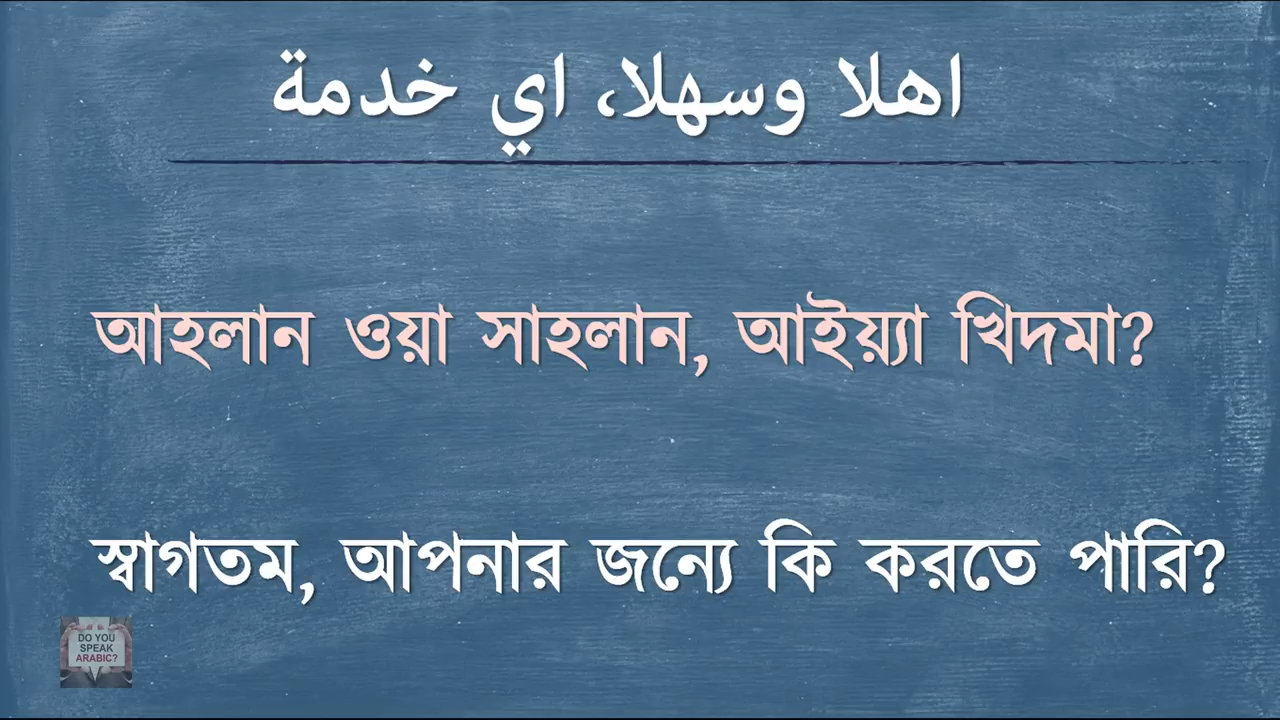 اهلا وسهلا، اي خدمة
আহলান ওয়া সাহলান, আইয়্যা খিদমা?
স্বাগতম, আপনার জন্যে কি করতে পারি?
DO YOU
SPEAK
ARABIC?